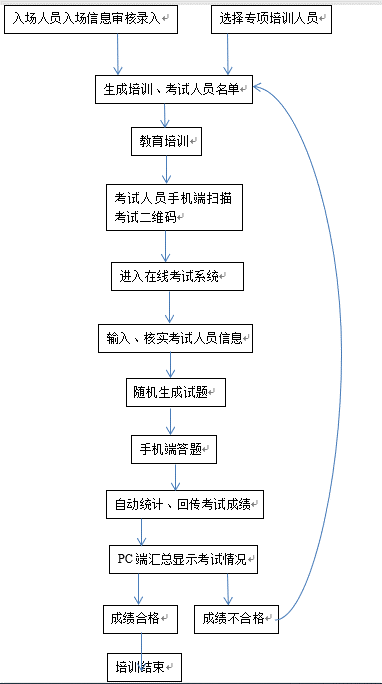 入场人员入场信息审核录入
选择专项培训人员
生成培训、考试人员名单
教育培训
考试人员手机端扫描
考试二维码
进入在线考试系统
输入、核实考试人员信息
随机生成试题
手机端答题
自动统计、回传考试成绩
PC端汇总显示考试情况
成绩合格
成绩不合格
培训结束